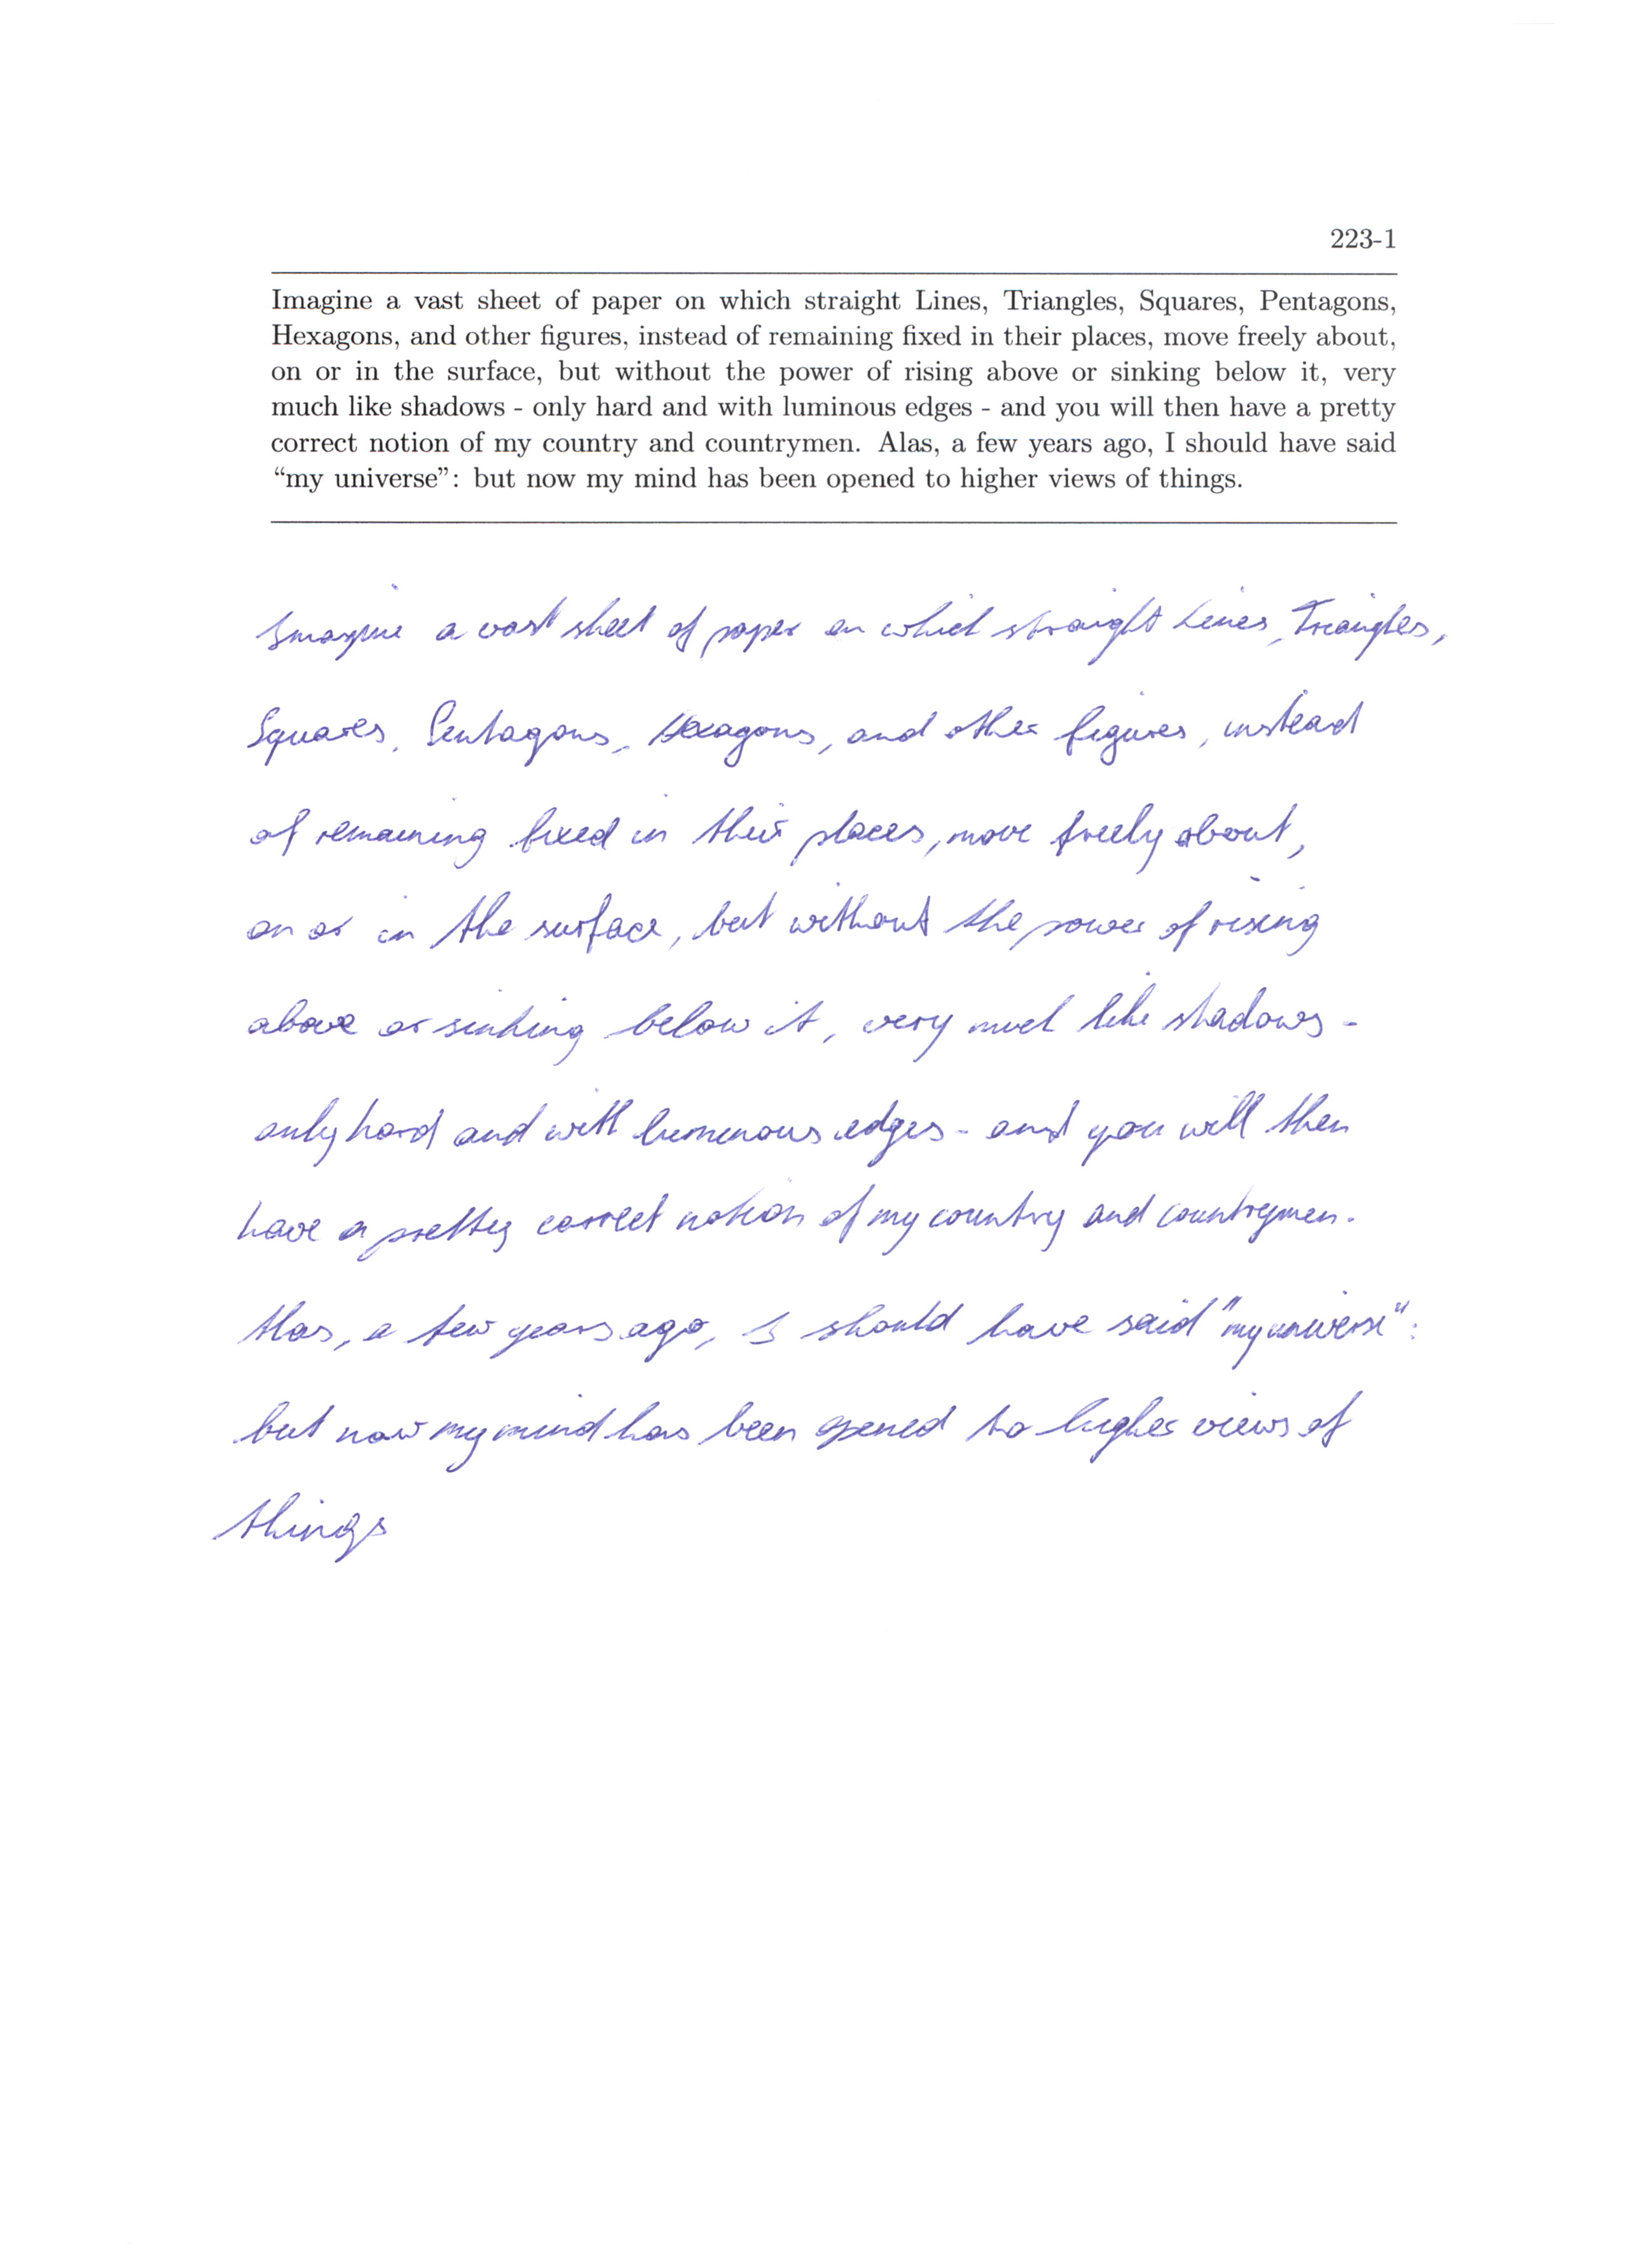 223-1
Imagine a vast sheet of paper on which straight Lines, Triangles, Squares, Pentagons,
Hexagons, and other figures, instead of remaining fixed in their places, move freely about,
on or in the surface, but without the power of rising above or sinking below it, very
much like shadows - only hard and with luminous edges - and you will then have a pretty
correct notion of my country and countrymen. Alas, a few years ago, I should have said
“my universe”: but now my mind has been opened to higher views of things.
Imagine a vast sheet of paper on which straight Lines, Triangles,
Squares, Pentagons, Hexagons, and other figures, instead
of remaining fixed in their places, move freely about,
on or in the surface, but without the power of rising
above or sinking below it, very much like shadows -
only hard and with luminous edges - and you will then
have a pretty correct notion of my country and countrymen.
Alas, a few years ago, I should have said "my universe":
but now my mind has been opened to higher views of
things